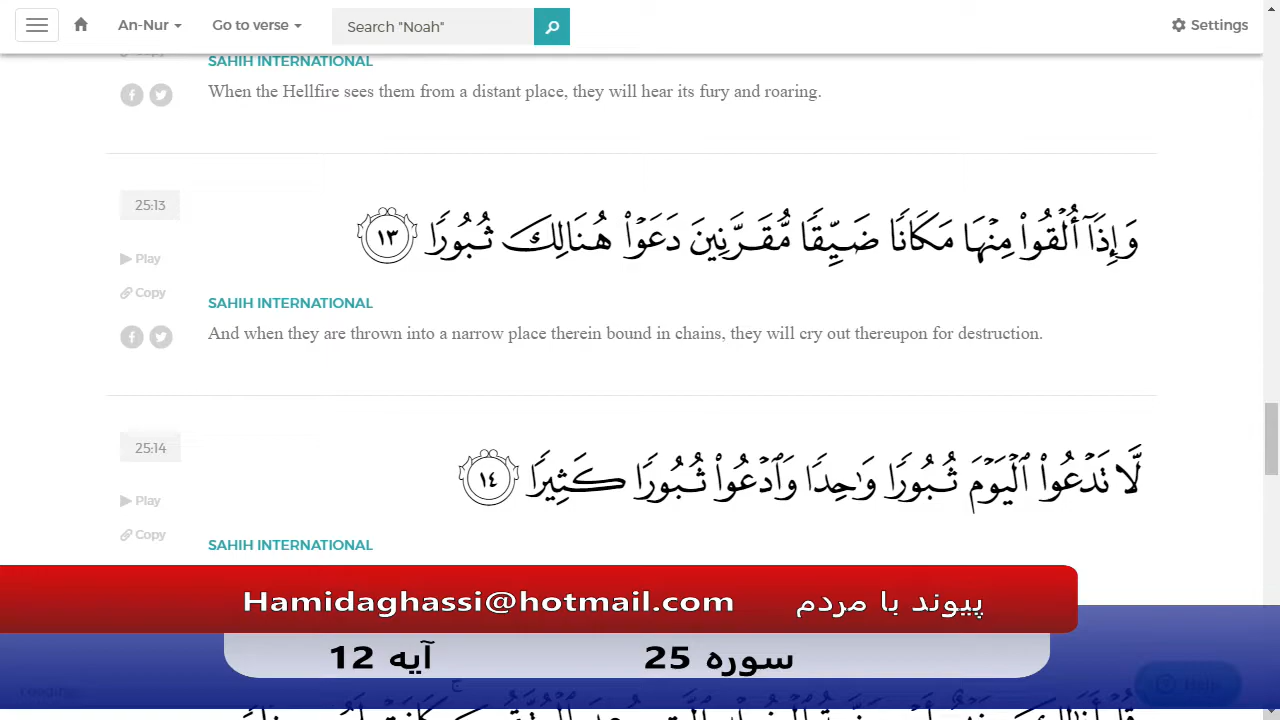 An-Nur Go to verse Search "Noah" Settings
SAHIH INTERNATIONAL
When the Hellfire sees them from a distant place, they will hear its fury and roaring.
25:13
وَإِذَآ أُلْقُوا۟ مِنْهَا مَكَانًا ضَيِّقًا مُّقَرَّنِينَ دَعَوْا۟ هُنَالِكَ ثُبُورًا ١٣
Play
Copy
SAHIH INTERNATIONAL
And when they are thrown into a narrow place therein bound in chains, they will cry out thereupon for destruction.
25:14
لَّا تَدْعُوا۟ ٱلْيَوْمَ ثُبُورًا وَٰحِدًا وَٱدْعُوا۟ ثُبُورًا كَثِيرًا ١٤
Play
Copy
SAHIH INTERNATIONAL
Hamidaghassi@hotmail.com پیوند با مردم
سوره 25 آیه 12
Help